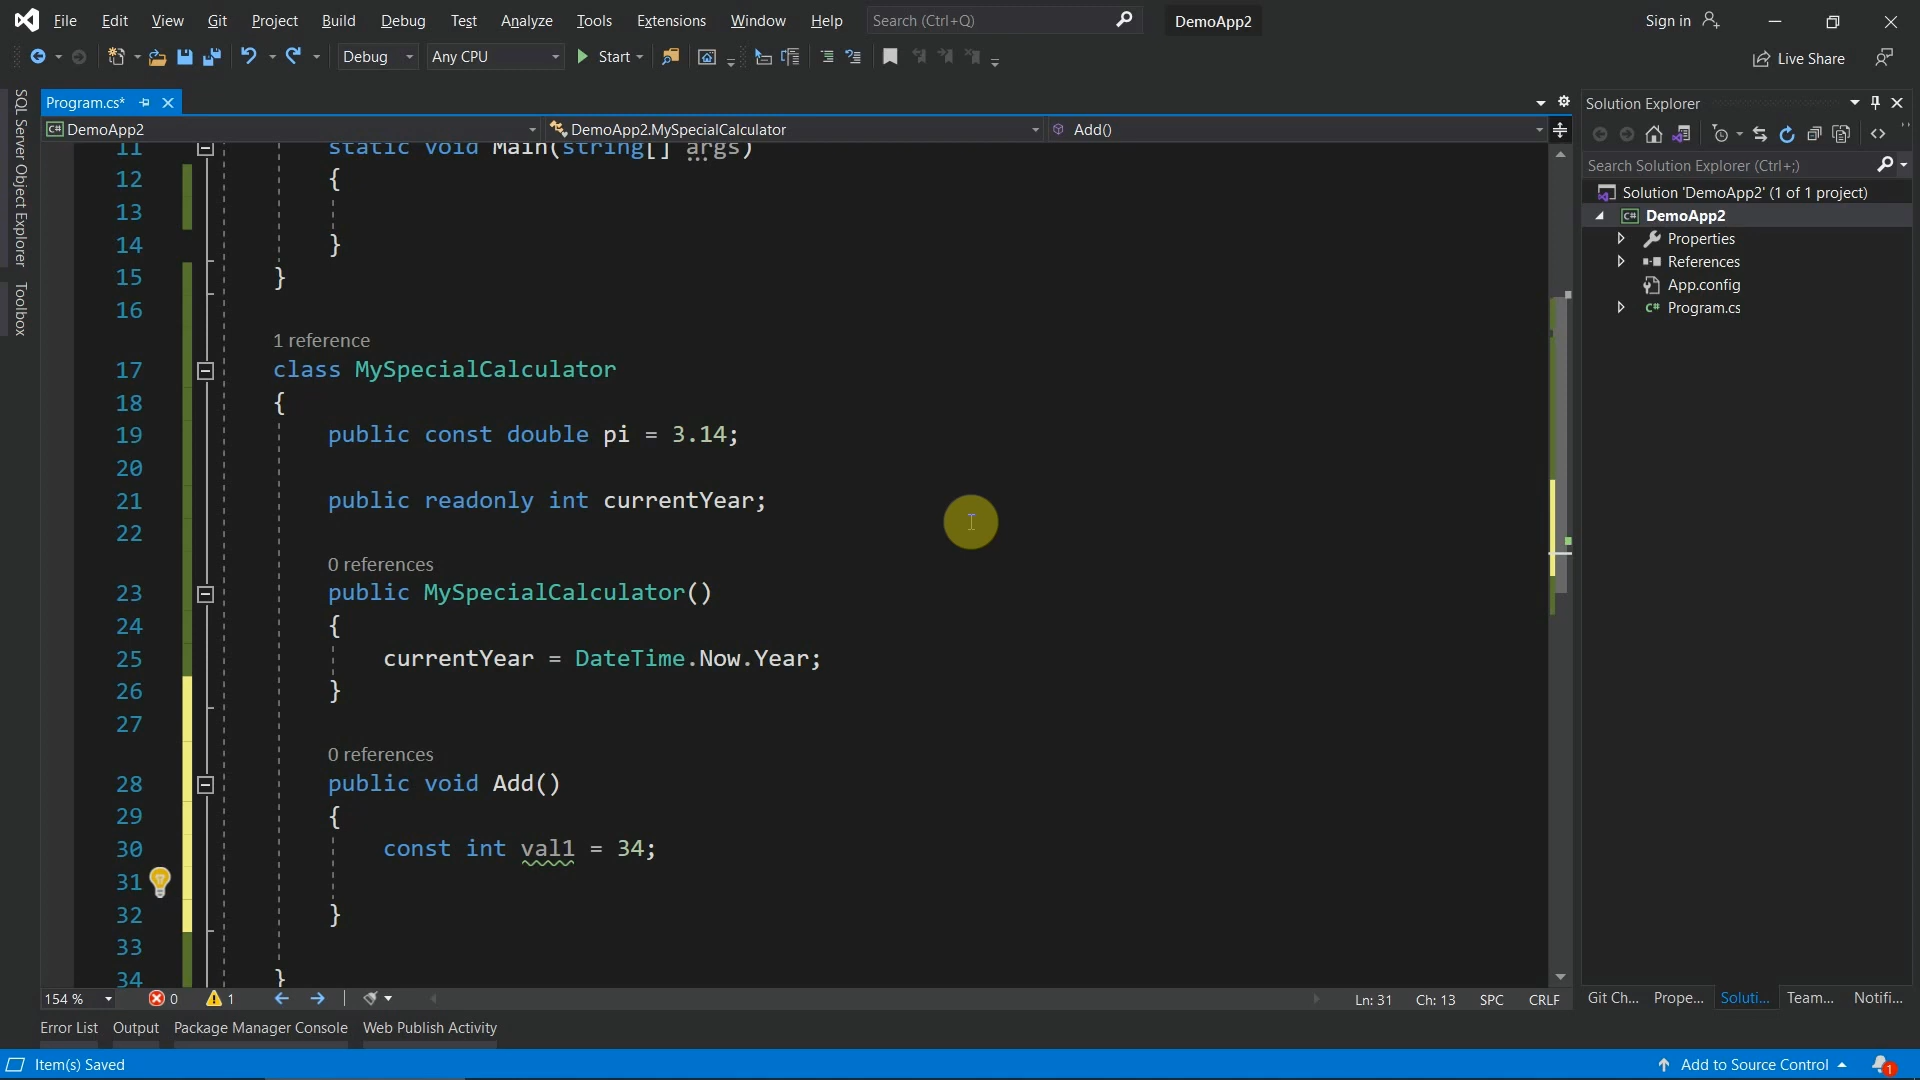 File Edit View Git Project Build Debug Test Analyze Tools Extensions Window Help Search (Ctrl+Q) DemoApp2 Sign in
Debug Any CPU Start Live Share
SQL Server Object Explorer
Toolbox
Program.cs*
DemoApp2 DemoApp2.MySpecialCalculator Add()
11 static void Main(string[] args)
12 {
13
14 }
15 }
16
1 reference
17 class MySpecialCalculator
18 {
19 public const double pi = 3.14;
20
21 public readonly int currentYear;
22
0 references
23 public MySpecialCalculator()
24 {
25 currentYear = DateTime.Now.Year;
26 }
27
0 references
28 public void Add()
29 {
30 const int val1 = 34;
31
32 }
33
34 }
154 % 0 1 Ln: 31 Ch: 13 SPC CRLF
Solution Explorer
Search Solution Explorer (Ctrl+;)
Solution 'DemoApp2' (1 of 1 project)
C# DemoApp2
Properties
References
App.config
C# Program.cs
Git Ch... Prope... Soluti... Team... Notifi...
Error List Output Package Manager Console Web Publish Activity
Item(s) Saved Add to Source Control 1